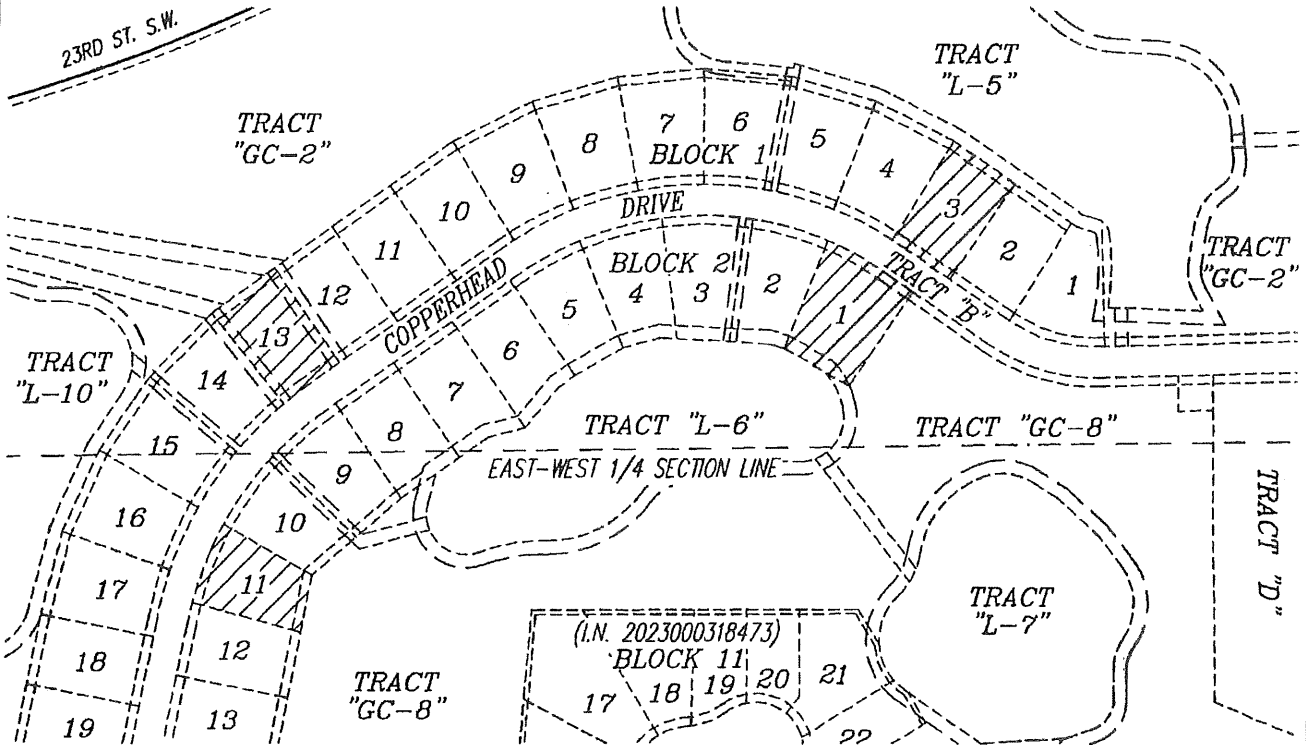 23RD ST. S.W.
TRACT
"L-5"
TRACT
"GC-2"
8
7
6
BLOCK 1
5
4
3
2
1
9
10
11
12
13
14
15
16
17
18
19
DRIVE
COPPERHEAD
TRACT "B"
TRACT
"GC-2"
BLOCK 2
2
1
3
4
5
6
7
8
9
10
11
12
13
TRACT
"L-10"
TRACT "L-6"
TRACT "GC-8"
EAST-WEST 1/4 SECTION LINE
TRACT "D"
TRACT
"L-7"
TRACT
"GC-8"
(I.N. 2023000318473)
BLOCK 11
17
18
19
20
21
22